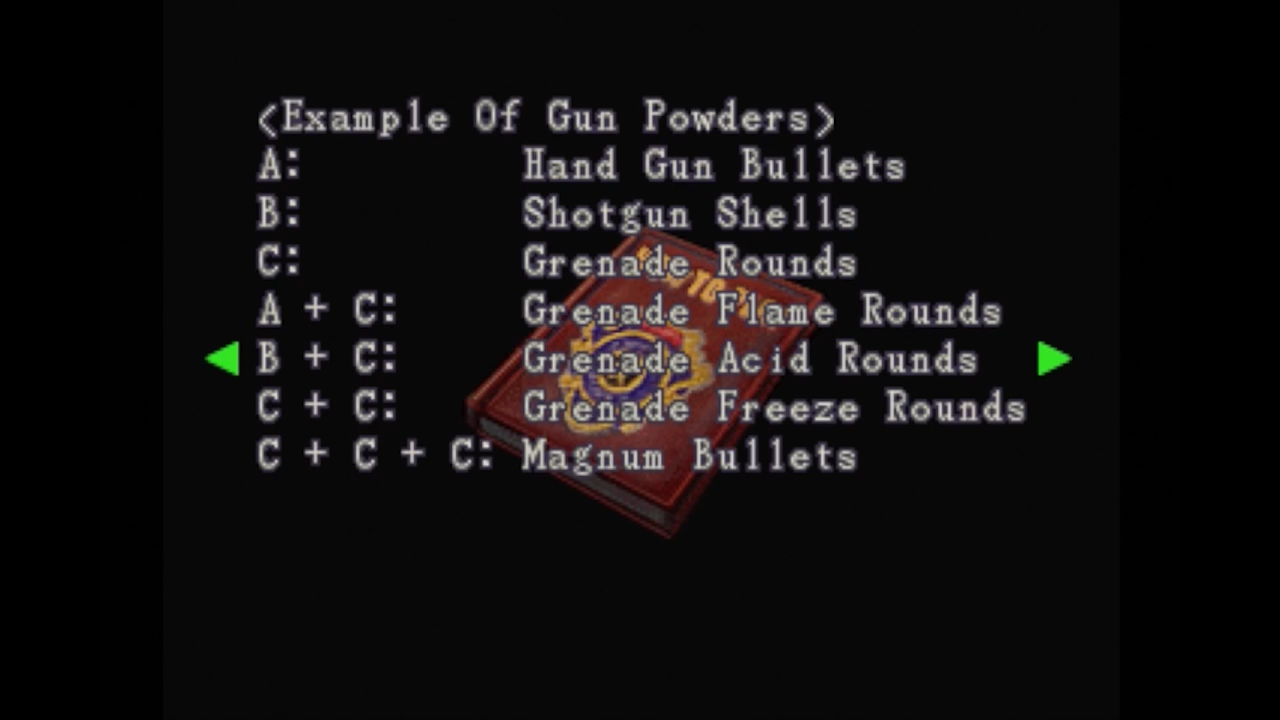 <Example Of Gun Powders>
A: Hand Gun Bullets
B: Shotgun Shells
C: Grenade Rounds
A + C: Grenade Flame Rounds
B + C: Grenade Acid Rounds
C + C: Grenade Freeze Rounds
C + C + C: Magnum Bullets